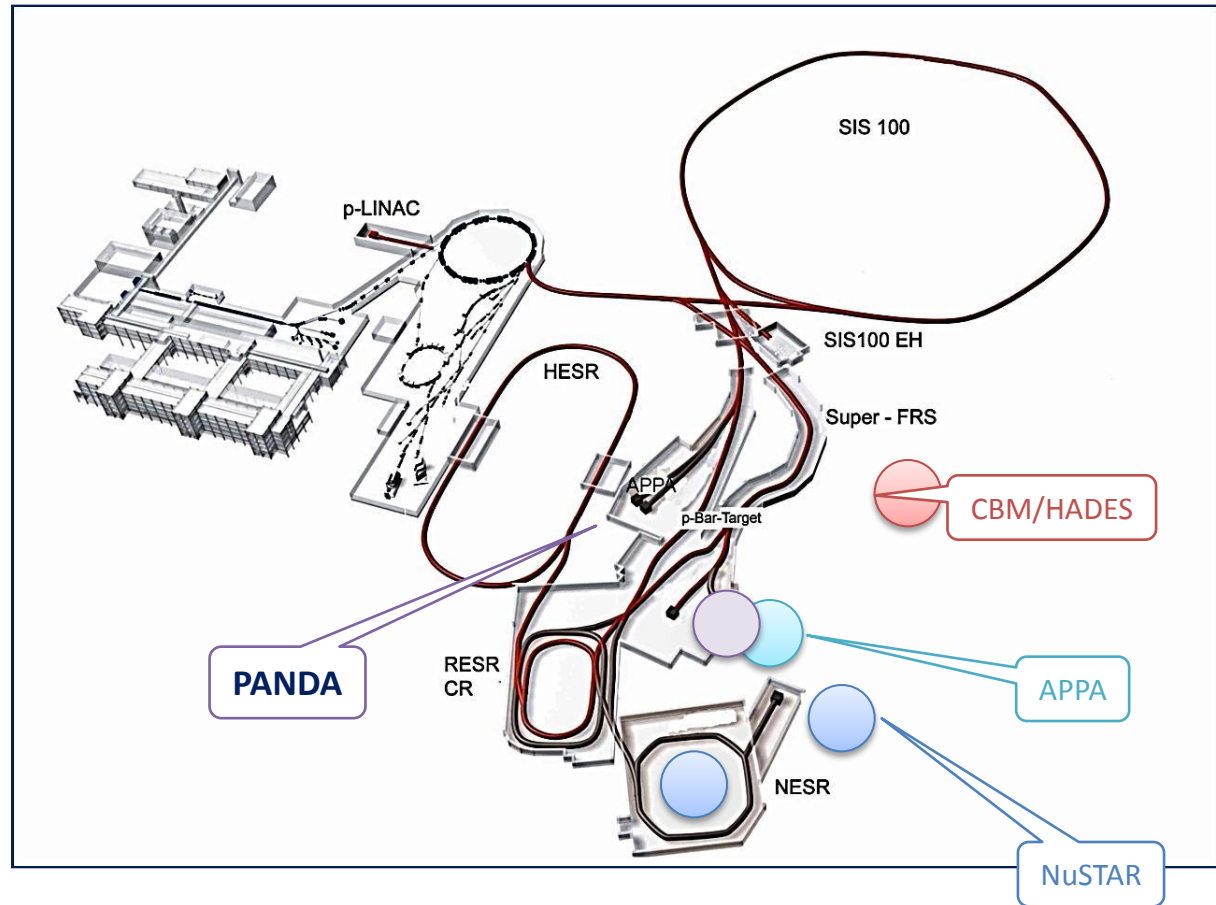 SIS 100
p-LINAC
SIS100 EH
HESR
Super - FRS
APPA
CBM/HADES
p-Bar-Target
PANDA
RESR
CR
APPA
NESR
NuSTAR